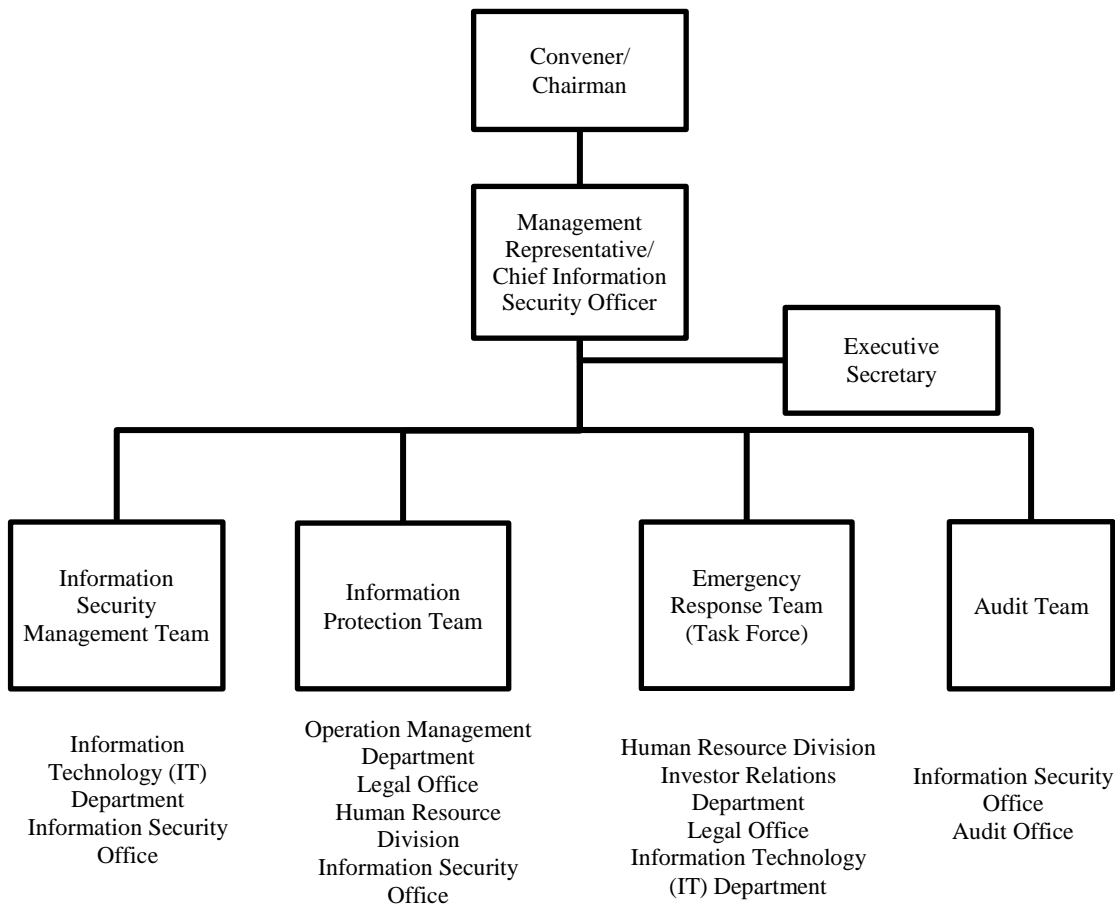 Convener/
Chairman
Management
Representative/
Chief Information
Security Officer
Executive
Secretary
Information
Security
Management Team
Information
Protection Team
Emergency
Response Team
(Task Force)
Audit Team
Information
Technology (IT)
Department
Information Security
Office
Operation Management
Department
Legal Office
Human Resource
Division
Information Security
Office
Human Resource Division
Investor Relations
Department
Legal Office
Information Technology
(IT) Department
Information Security
Office
Audit Office